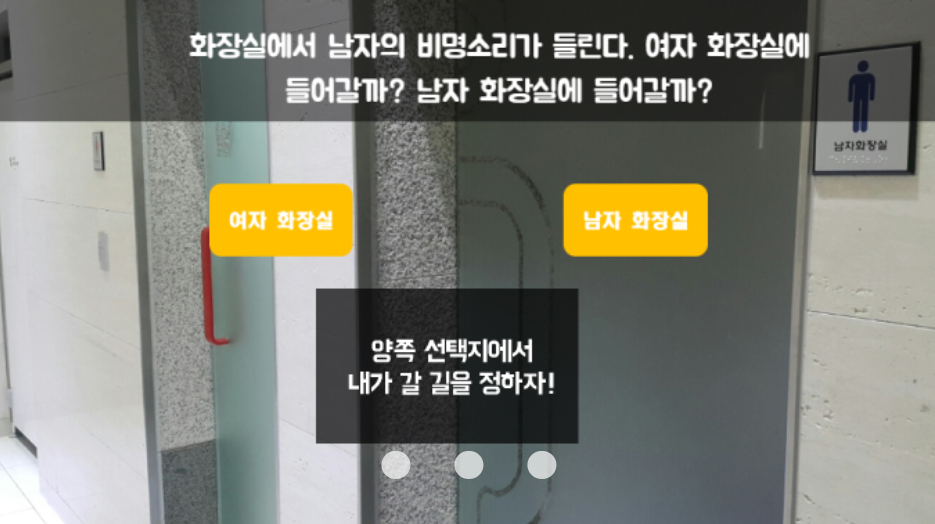 화장실에서 남자의 비명소리가 들린다. 여자 화장실에
들어갈까? 남자 화장실에 들어갈까?
남자화장실
여자 화장실
남자 화장실
양쪽 선택지에서
내가 갈 길을 정하자!